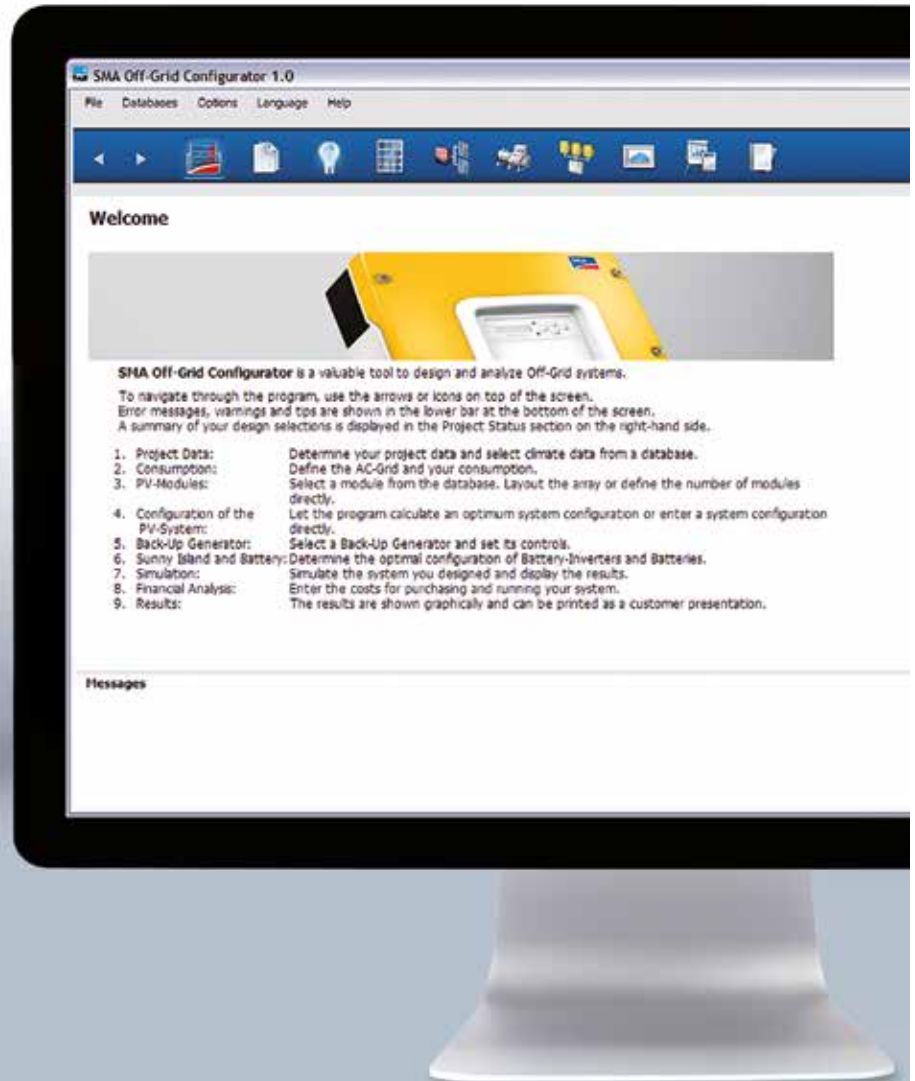 SMA Off-Grid Configurator 1.0
File Databases Options Language Help
Welcome
SMA Off-Grid Configurator is a valuable tool to design and analyze Off-Grid systems.
To navigate through the program, use the arrows or icons on top of the screen.
Error messages, warnings and tips are shown in the lower bar at the bottom of the screen.
A summary of your design selections is displayed in the Project Status section on the right-hand side.
1. Project Data: Determine your project data and select climate data from a database.
2. Consumption: Define the AC-Grid and your consumption.
3. PV-Modules: Select a module from the database. Layout the array or define the number of modules
directly.
4. Configuration of the Let the program calculate an optimum system configuration or enter a system configuration
PV-System: directly.
5. Back-Up Generator: Select a Back-Up Generator and set its controls.
6. Sunny Island and Battery: Determine the optimal configuration of Battery-Inverters and Batteries.
7. Simulation: Simulate the system you designed and display the results.
8. Financial Analysis: Enter the costs for purchasing and running your system.
9. Results: The results are shown graphically and can be printed as a customer presentation.
Messages